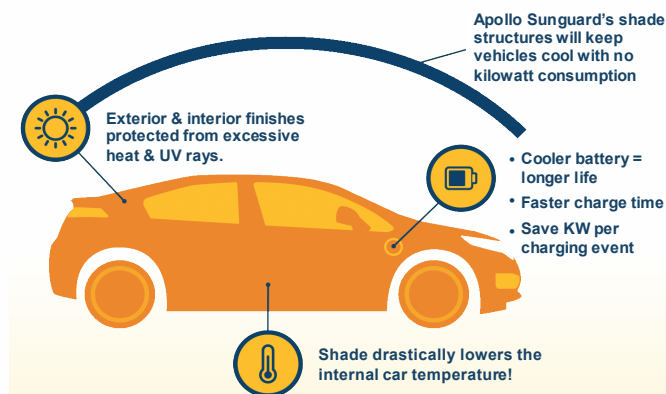 Apollo Sunguard's shade
structures will keep
vehicles cool with no
kilowatt consumption
Exterior & interior finishes
protected from excessive
heat & UV rays.
• Cooler battery =
longer life
• Faster charge time
• Save KW per
charging event
Shade drastically lowers the
internal car temperature!